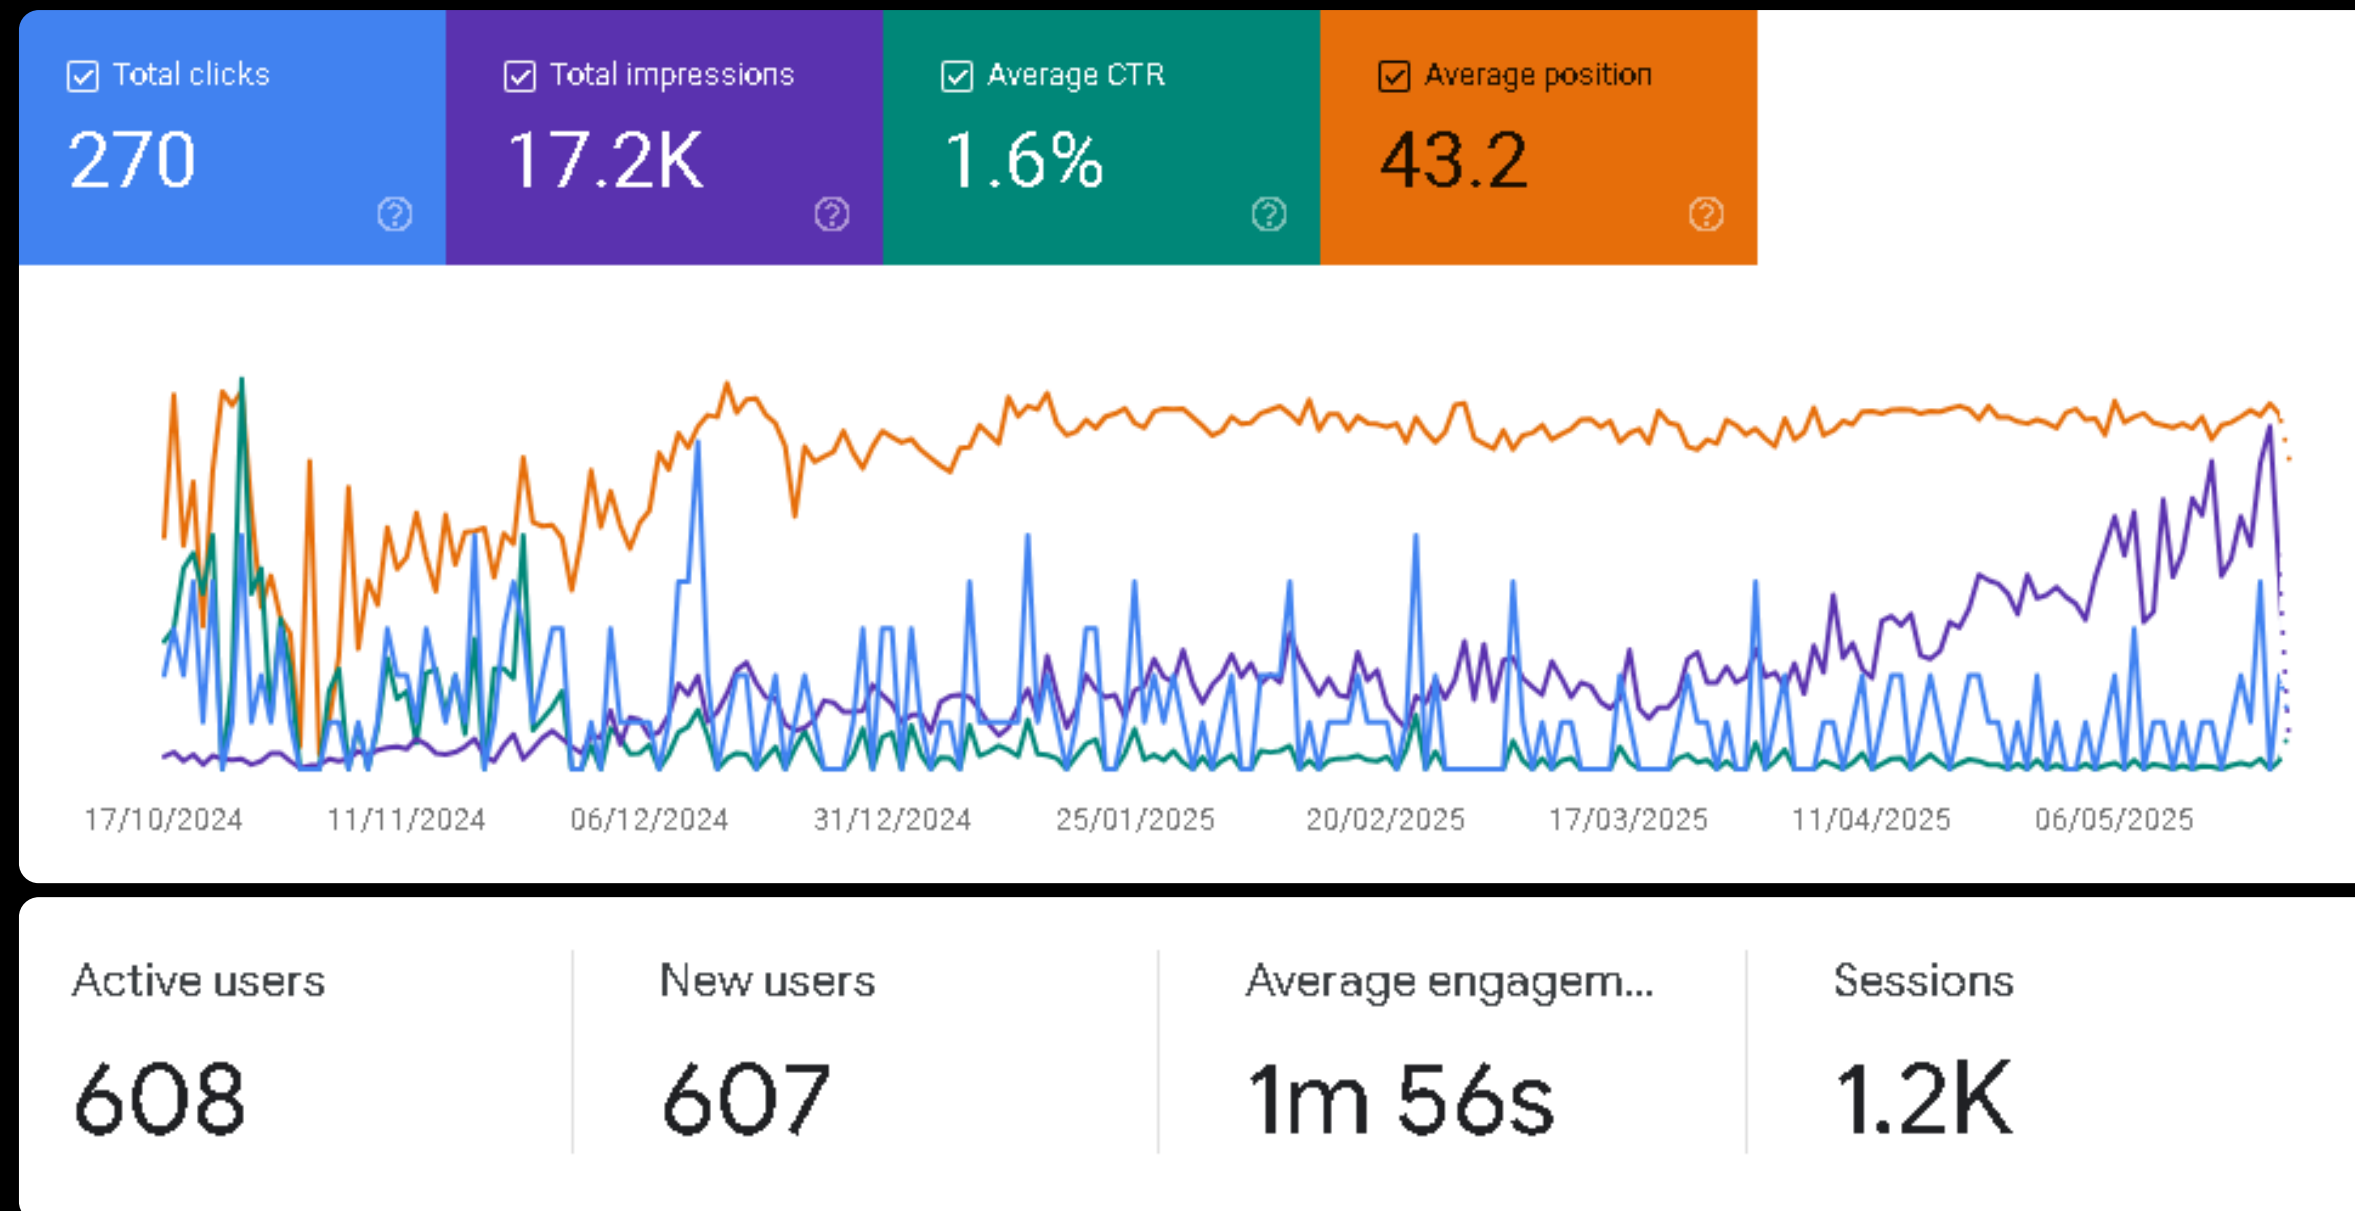 Total clicks Total impressions Average CTR Average position
270 17.2K 1.6% 43.2
17/10/2024 11/11/2024 06/12/2024 31/12/2024 25/01/2025 20/02/2025 17/03/2025 11/04/2025 06/05/2025
Active users New users Average engagem... Sessions
608 607 1m 56s 1.2K